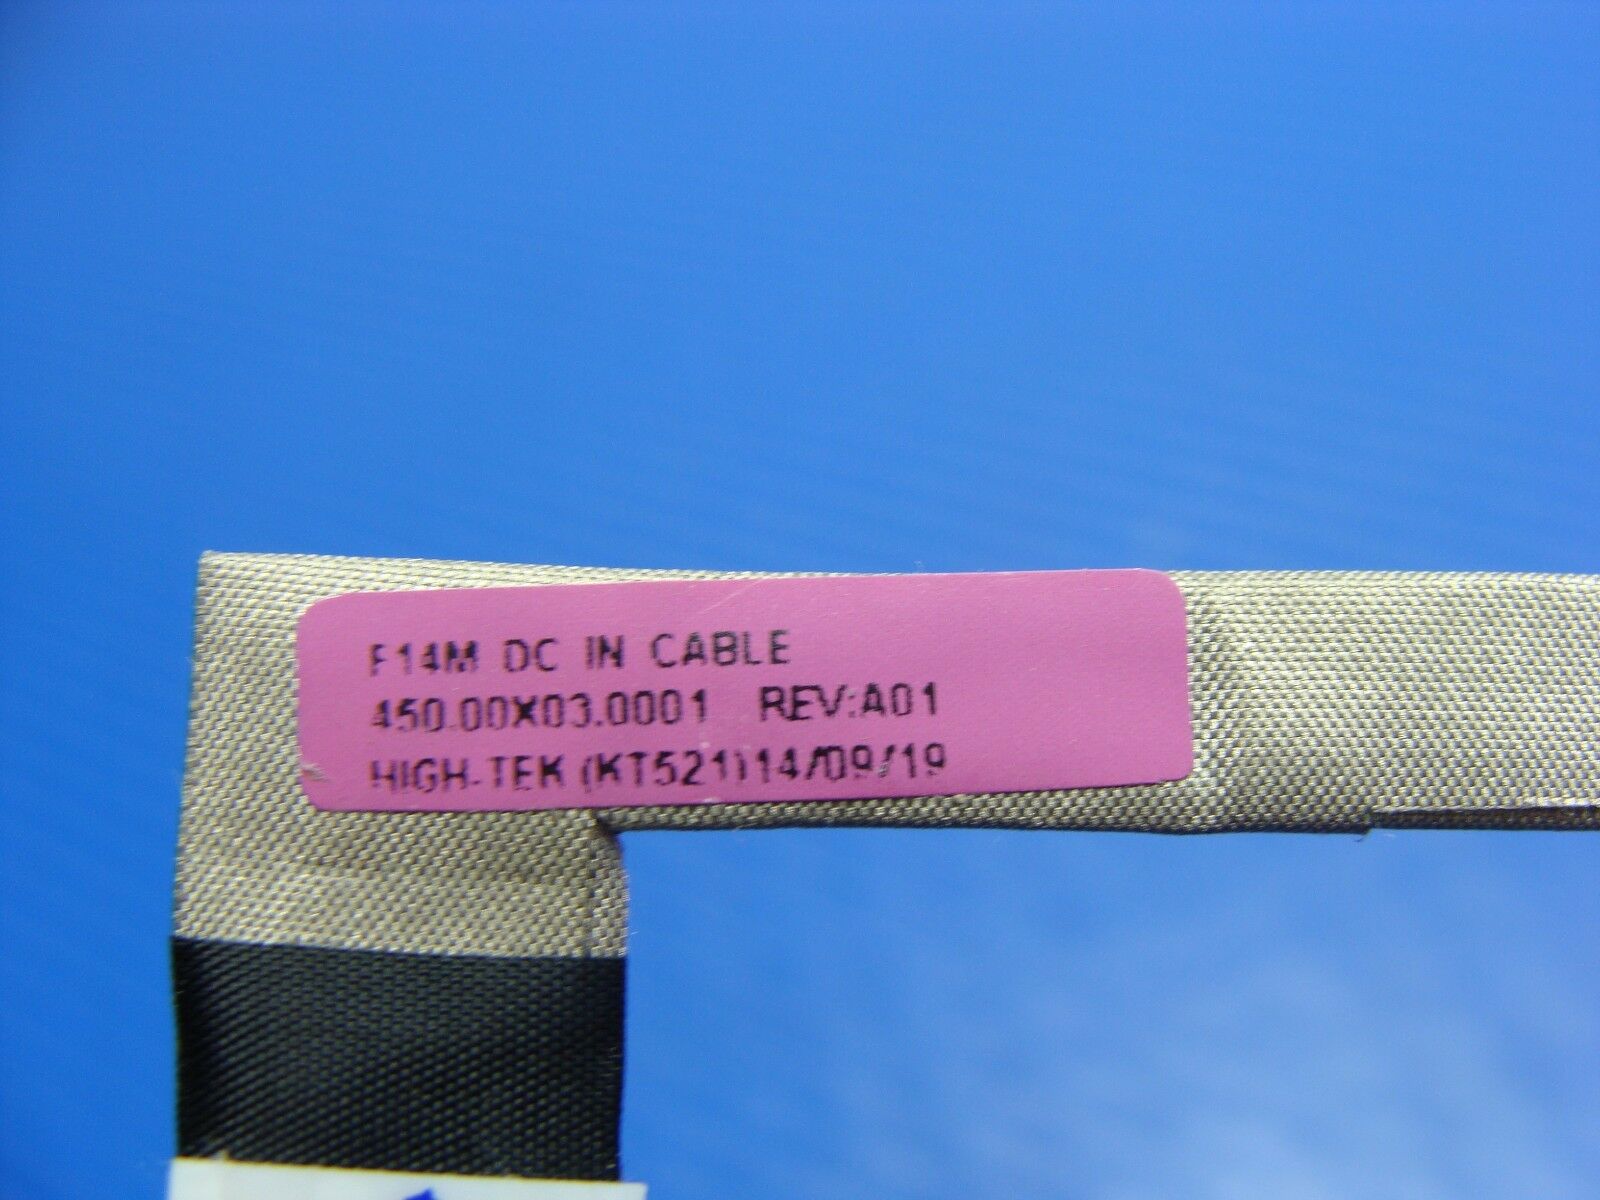 F14M DC IN CABLE
450.00X03.0001 REV:A01
HIGH-TEK (KT521)14/09/19